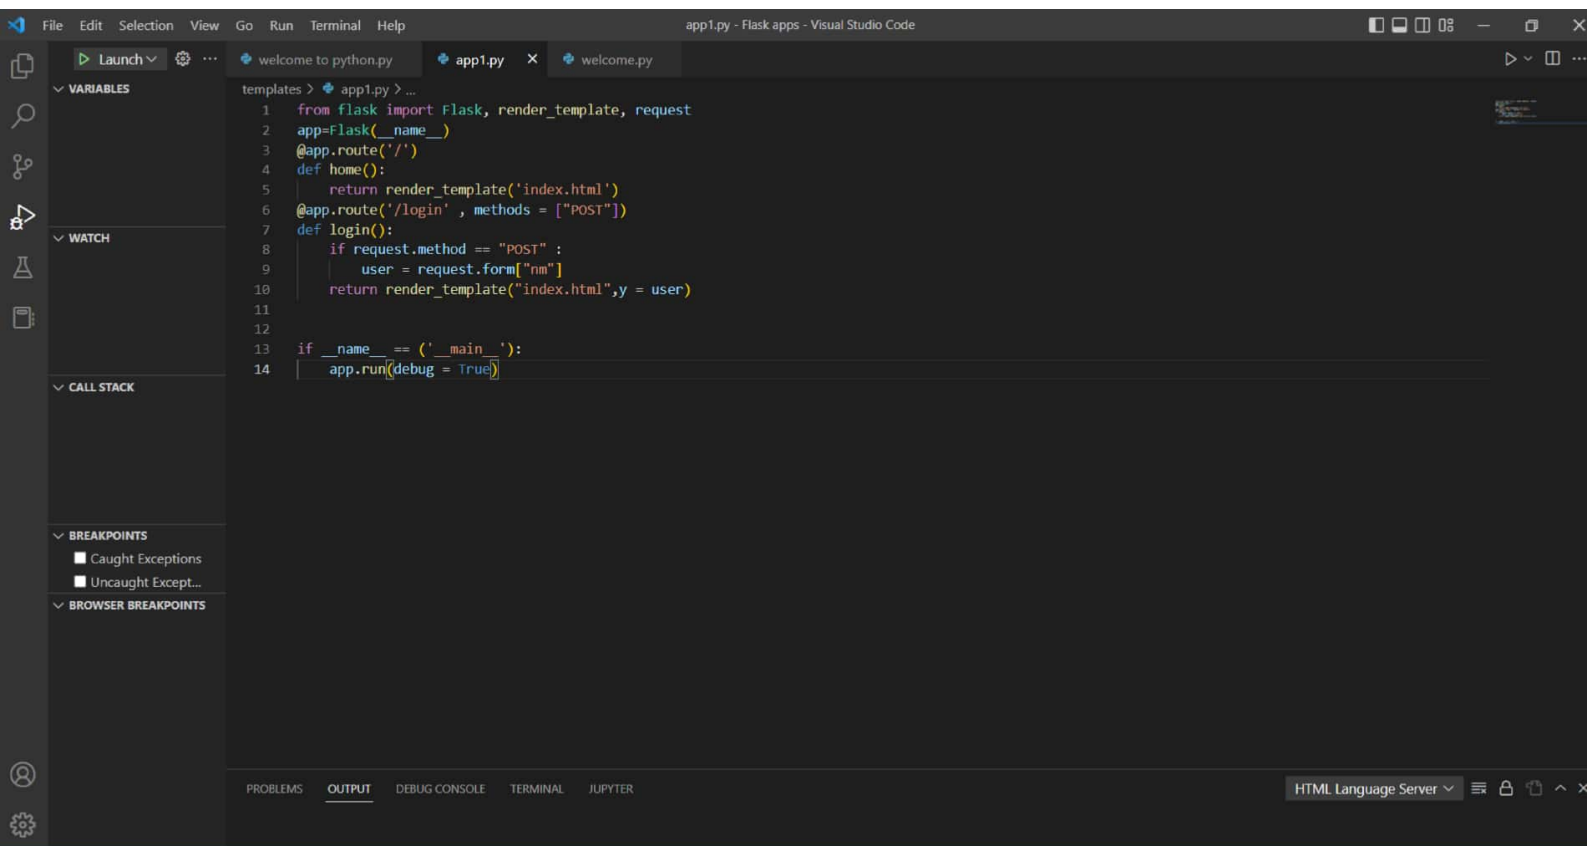 File Edit Selection View Go Run Terminal Help
app1.py - Flask apps - Visual Studio Code
Launch
welcome to python.py
app1.py
welcome.py
VARIABLES
templates > app1.py > ...
1 from flask import Flask, render_template, request
2 app=Flask(__name__)
3 @app.route('/')
4 def home():
5     return render_template('index.html')
6 @app.route('/login' , methods = ["POST"])
7 def login():
8     if request.method == "POST" :
9         user = request.form["nm"]
10     return render_template("index.html",y = user)
11
12
13 if __name__ == ('__main__'):
14     app.run(debug = True)
WATCH
CALL STACK
BREAKPOINTS
Caught Exceptions
Uncaught Except...
BROWSER BREAKPOINTS
PROBLEMS OUTPUT DEBUG CONSOLE TERMINAL JUPYTER
HTML Language Server